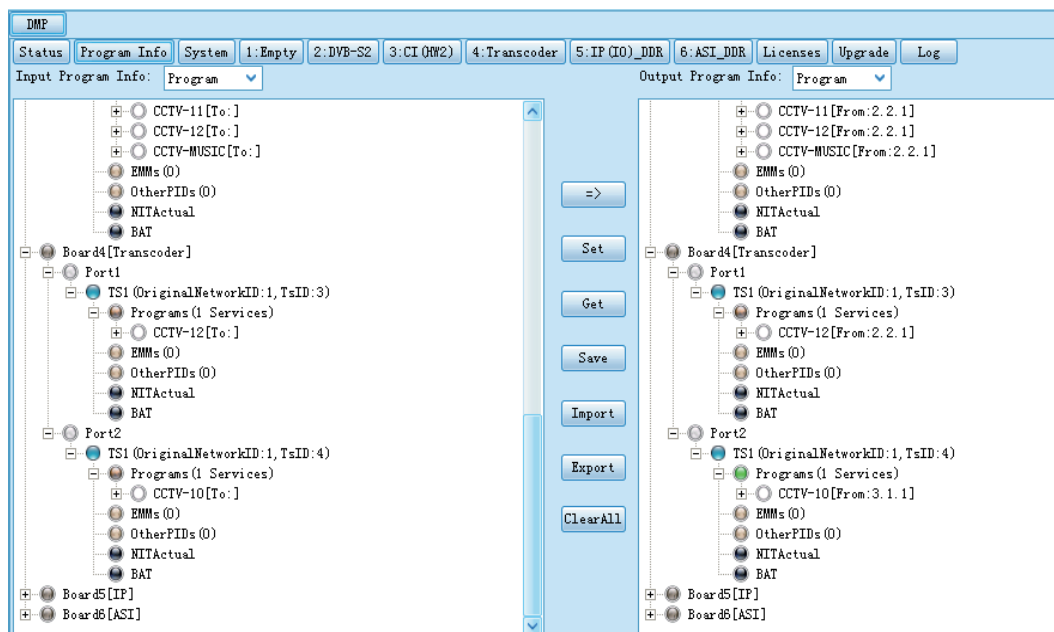 DMP
Status Program Info System 1:Empty 2:DVB-S2 3:CI(HW2) 4:Transcoder 5:IP(IO)_DDR 6:ASI_DDR Licenses Upgrade Log
Input Program Info: Program
CCTV-11[To:]
CCTV-12[To:]
CCTV-MUSIC[To:]
EMMs(0)
OtherPIDs(0)
NITActual
BAT
Board4[Transcoder]
Port1
TS1(OriginalNetworkID:1,TsID:3)
Programs(1 Services)
CCTV-12[To:]
EMMs(0)
OtherPIDs(0)
NITActual
BAT
Port2
TS1(OriginalNetworkID:1,TsID:4)
Programs(1 Services)
CCTV-10[To:]
EMMs(0)
OtherPIDs(0)
NITActual
BAT
Board5[IP]
Board6[ASI]
=>
Set
Get
Save
Import
Export
ClearAll
Output Program Info: Program
CCTV-11[From:2.2.1]
CCTV-12[From:2.2.1]
CCTV-MUSIC[From:2.2.1]
EMMs(0)
OtherPIDs(0)
NITActual
BAT
Board4[Transcoder]
Port1
TS1(OriginalNetworkID:1,TsID:3)
Programs(1 Services)
CCTV-12[From:2.2.1]
EMMs(0)
OtherPIDs(0)
NITActual
BAT
Port2
TS1(OriginalNetworkID:1,TsID:4)
Programs(1 Services)
CCTV-10[From:3.1.1]
EMMs(0)
OtherPIDs(0)
NITActual
BAT
Board5[IP]
Board6[ASI]